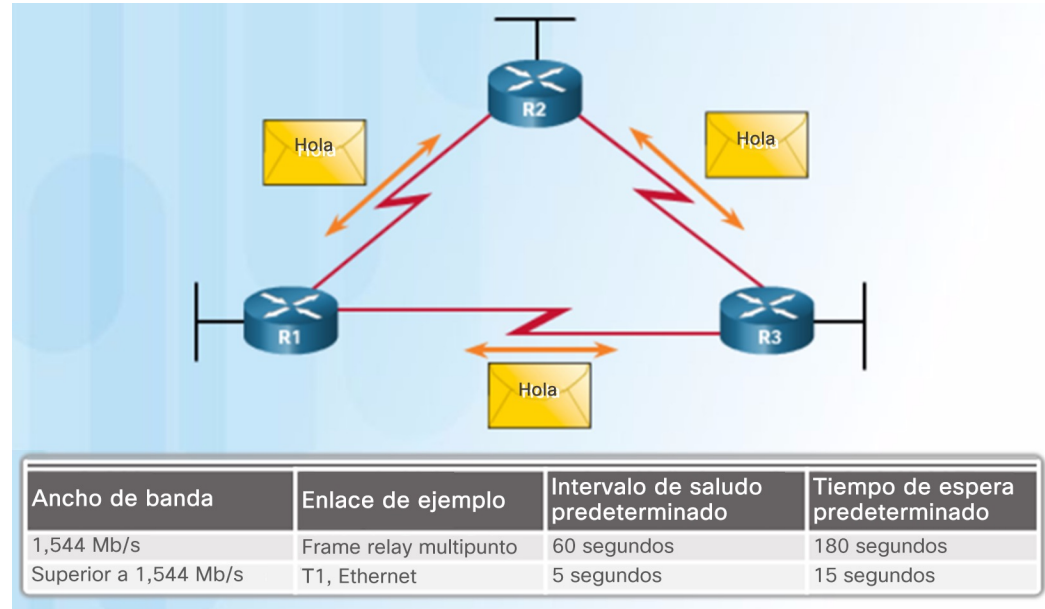 R2
Hola
Hola
R1
R3
Hola
Ancho de banda
Enlace de ejemplo
Intervalo de saludo
predeterminado
Tiempo de espera
predeterminado
1,544 Mb/s
Frame relay multipunto
60 segundos
180 segundos
Superior a 1,544 Mb/s
T1, Ethernet
5 segundos
15 segundos